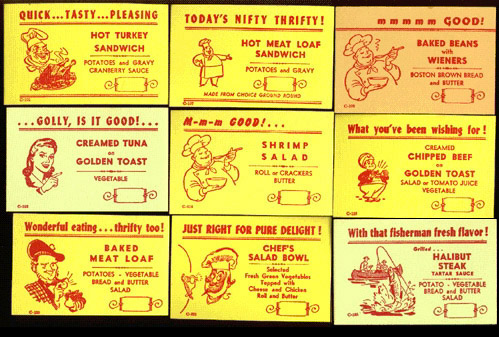 QUICK...TASTY...PLEASING
HOT TURKEY
SANDWICH
POTATOES and GRAVY
CRANBERRY SAUCE
TODAY'S NIFTY THRIFTY!
HOT MEAT LOAF
SANDWICH
POTATOES and GRAVY
MADE FROM CHOICE GROUND ROUND
mmmmm GOOD!
BAKED BEANS
with
WIENERS
BOSTON BROWN BREAD
and BUTTER
...GOLLY, IS IT GOOD!...
CREAMED TUNA
on
GOLDEN TOAST
VEGETABLE
M-m-m GOOD!...
SHRIMP
SALAD
ROLL or CRACKERS
BUTTER
What you've been wishing for!
CREAMED
CHIPPED BEEF
on
GOLDEN TOAST
SALAD or TOMATO JUICE
VEGETABLE
Wonderful eating...thrifty too!
BAKED
MEAT LOAF
POTATOES - VEGETABLE
BREAD and BUTTER
SALAD
JUST RIGHT FOR PURE DELIGHT!
CHEF'S
SALAD BOWL
Selected
Fresh Green Vegetables
Topped with
Cheese and Chicken
Roll and Butter
With that fisherman fresh flavor!
Grilled...
HALIBUT
STEAK
TARTAR SAUCE
POTATO - VEGETABLE
BREAD and BUTTER
SALAD